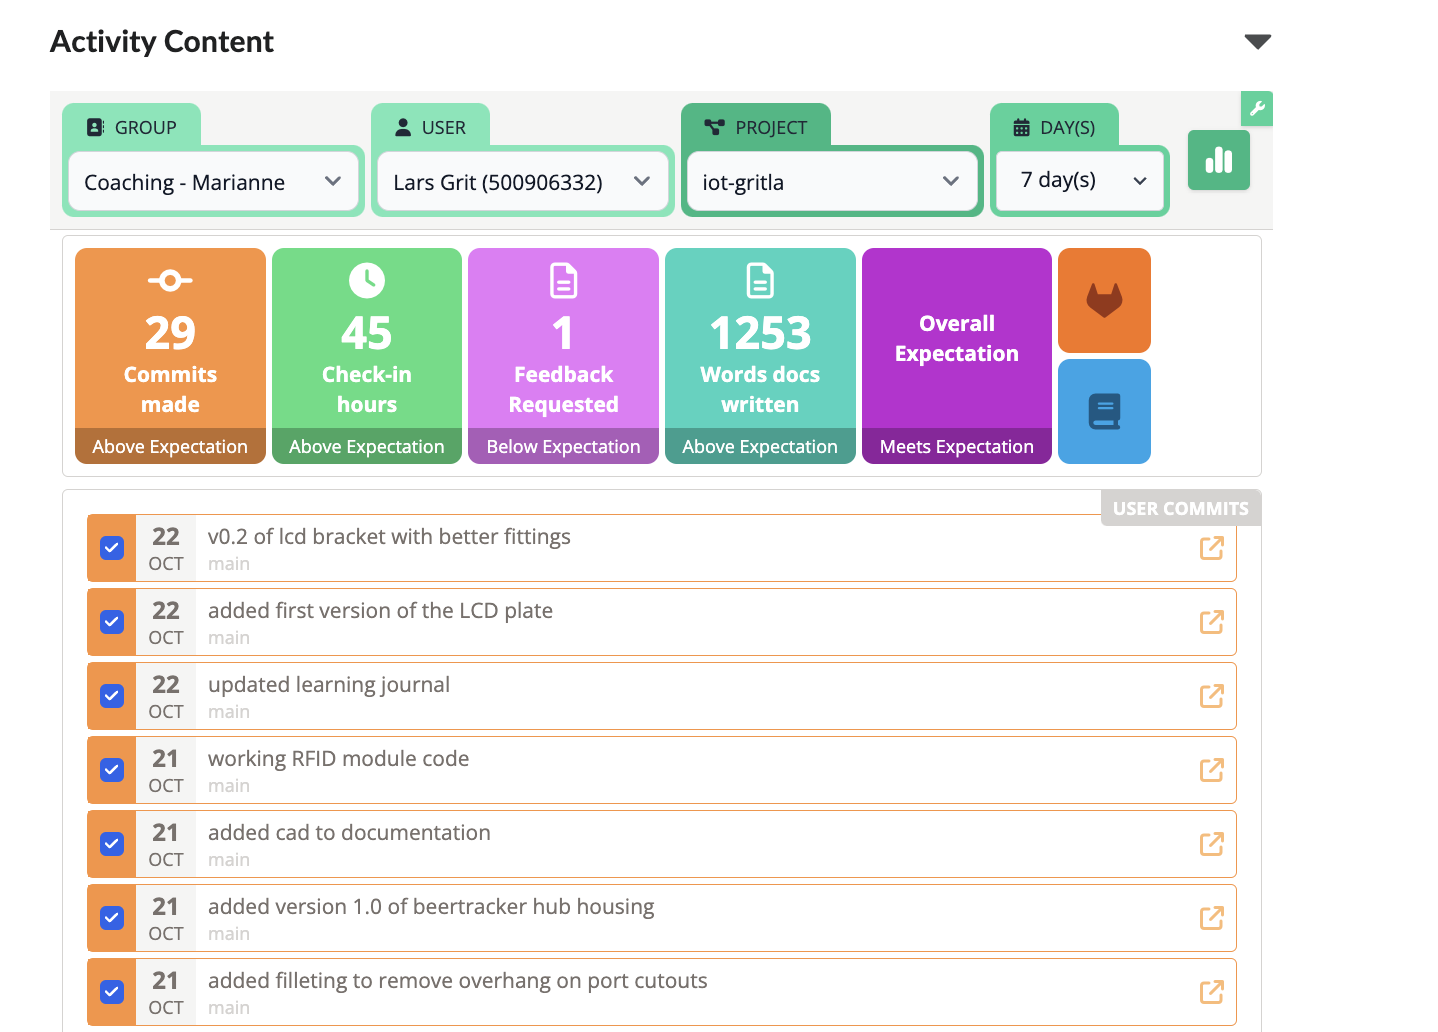 Activity Content
GROUP
Coaching - Marianne
USER
Lars Grit (500906332)
PROJECT
iot-gritla
DAY(S)
7 day(s)
29
Commits
made
Above Expectation
45
Check-in
hours
Above Expectation
1
Feedback
Requested
Below Expectation
1253
Words docs
written
Above Expectation
Overall
Expectation
Meets Expectation
USER COMMITS
22
OCT
v0.2 of lcd bracket with better fittings
main
22
OCT
added first version of the LCD plate
main
22
OCT
updated learning journal
main
21
OCT
working RFID module code
main
21
OCT
added cad to documentation
main
21
OCT
added version 1.0 of beertracker hub housing
main
21
OCT
added filleting to remove overhang on port cutouts
main